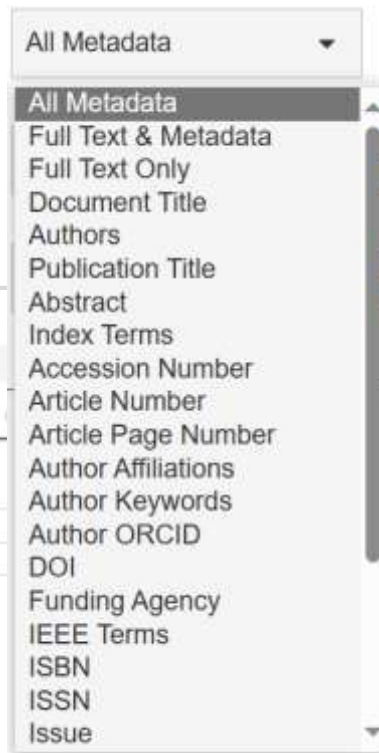 All Metadata
All Metadata
Full Text & Metadata
Full Text Only
Document Title
Authors
Publication Title
Abstract
Index Terms
Accession Number
Article Number
Article Page Number
Author Affiliations
Author Keywords
Author ORCID
DOI
Funding Agency
IEEE Terms
ISBN
ISSN
Issue